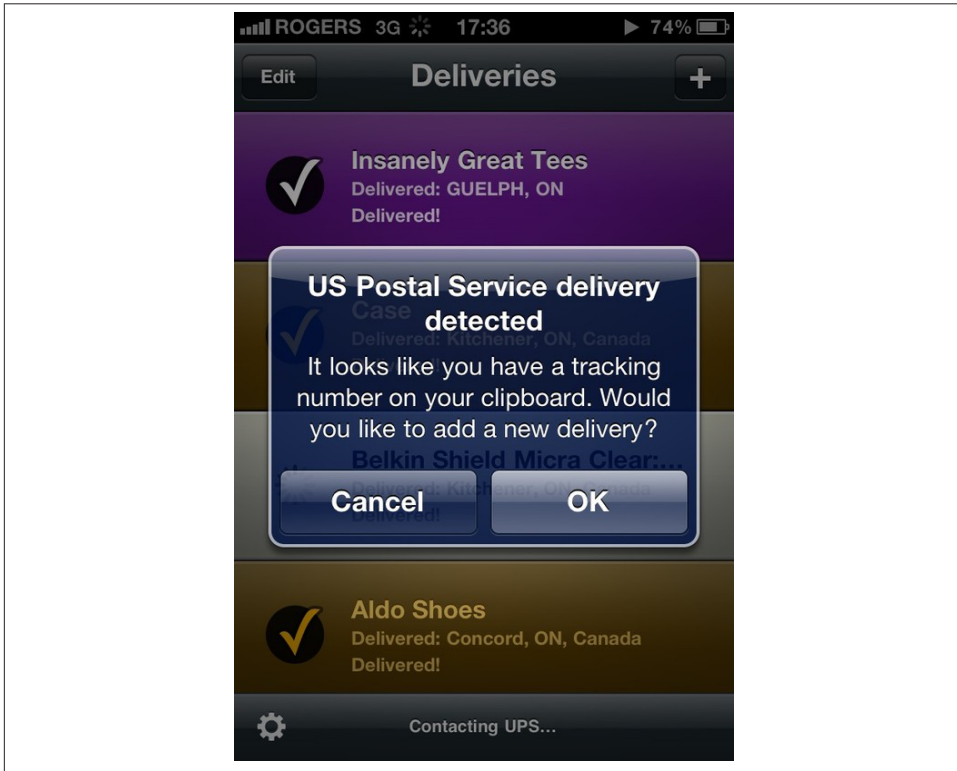 ROGERS 3G 17:36 74%
Edit Deliveries +
Insanely Great Tees
Delivered: GUELPH, ON
Delivered!
US Postal Service delivery
detected
Case
Delivered: Kitchener, ON, Canada
It looks like you have a tracking
number on your clipboard. Would
you like to add a new delivery?
Belkin Shield Micra Clear:...
Delivered: Kitchener, ON, Canada
Cancel OK
Delivered!
Aldo Shoes
Delivered: Concord, ON, Canada
Delivered!
Contacting UPS...